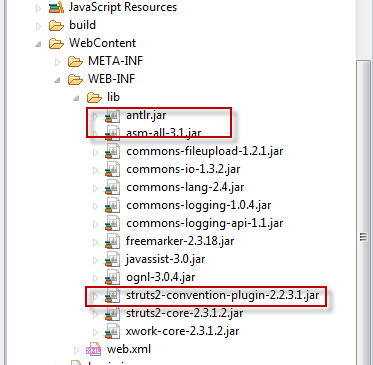 JavaScript Resources
build
WebContent
META-INF
WEB-INF
lib
antlr.jar
asm-all-3.1.jar
commons-fileupload-1.2.1.jar
commons-io-1.3.2.jar
commons-lang-2.4.jar
commons-logging-1.0.4.jar
commons-logging-api-1.1.jar
freemarker-2.3.18.jar
javassist-3.0.jar
ognl-3.0.4.jar
struts2-convention-plugin-2.2.3.1.jar
struts2-core-2.3.1.2.jar
xwork-core-2.3.1.2.jar
web.xml